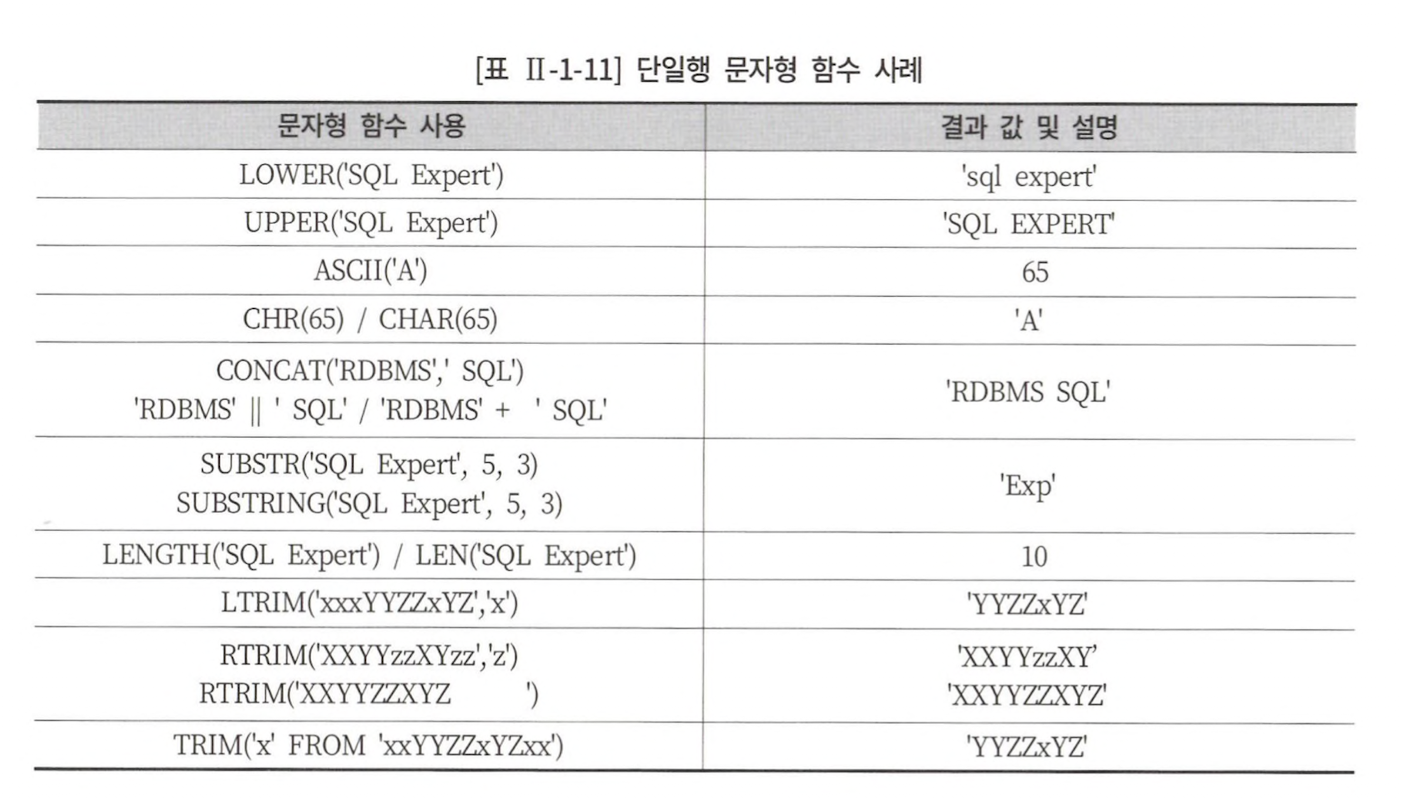 [표 Ⅱ-1-11] 단일행 문자형 함수 사례
문자형 함수 사용 결과 값 및 설명
LOWER('SQL Expert') 'sql expert'
UPPER('SQL Expert') 'SQL EXPERT'
ASCII('A') 65
CHR(65) / CHAR(65) 'A'
CONCAT('RDBMS',' SQL')
'RDBMS' || ' SQL' / 'RDBMS' + ' SQL'
'RDBMS SQL'
SUBSTR('SQL Expert', 5, 3)
SUBSTRING('SQL Expert', 5, 3)
'Exp'
LENGTH('SQL Expert') / LEN('SQL Expert') 10
LTRIM('xxxYYZZxYZ','x') 'YYZZxYZ'
RTRIM('XXYYzzXYzz','z') 'XXYYzzXY’
RTRIM('XXYYZZXYZ        ') 'XXYYZZXYZ'
TRIM('x' FROM 'xxYYZZxYZxx') 'YYZZxYZ'